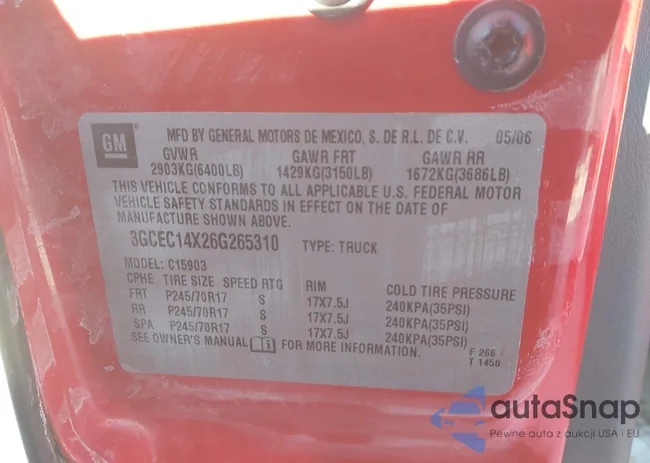 GM
MFD BY GENERAL MOTORS DE MEXICO, S. DE R.L. DE C.V. 05/06
GVWR GAWR FRT GAWR RR
2903KG(6400LB) 1429KG(3150LB) 1672KG(3686LB)
THIS VEHICLE CONFORMS TO ALL APPLICABLE U.S. FEDERAL MOTOR
VEHICLE SAFETY STANDARDS IN EFFECT ON THE DATE OF
MANUFACTURE SHOWN ABOVE.
3GCEC14X26G265310 TYPE: TRUCK
MODEL: C15903
CPHE TIRE SIZE SPEED RTG RIM COLD TIRE PRESSURE
FRT P245/70R17 S 17X7.5J 240KPA(35PSI)
RR P245/70R17 S 17X7.5J 240KPA(35PSI)
SPA P245/70R17 S 17X7.5J 240KPA(35PSI)
SEE OWNER'S MANUAL FOR MORE INFORMATION.
F 266
T 1450
autaSnap
Pewne auta z aukcji USA i EU